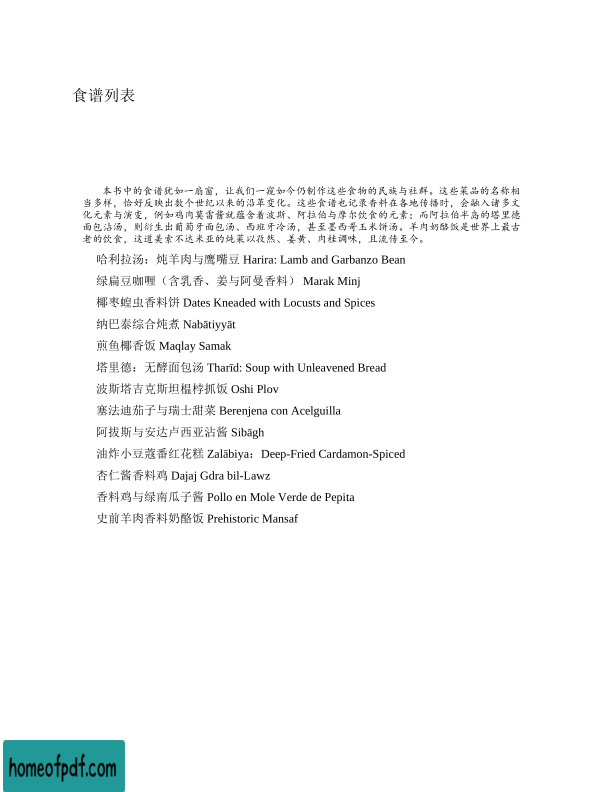 食谱列表
本书中的食谱犹如一扇窗，让我们一窥如今仍制作这些食物的民族与社群。这些菜品的名称相
当多样，恰好反映出数个世纪以来的沿革变化。这些食谱也记录香料在各地传播时，会融入诸多文
化元素与演变，例如鸡肉莫雷酱就蕴含着波斯、阿拉伯与摩尔饮食的元素；而阿拉伯半岛的塔里德
面包沾汤，则衍生出葡萄牙面包汤、西班牙冷汤，甚至墨西哥玉米饼汤。羊肉奶酪饭是世界上最古
老的饮食，这道美索不达米亚的炖菜以孜然、姜黄、肉桂调味，且流传至今。
哈利拉汤：炖羊肉与鹰嘴豆 Harira: Lamb and Garbanzo Bean
绿扁豆咖喱（含乳香、姜与阿曼香料） Marak Minj
椰枣蝗虫香料饼 Dates Kneaded with Locusts and Spices
纳巴泰综合炖煮 Nabātiyyāt
煎鱼椰香饭 Maqlay Samak
塔里德：无酵面包汤 Tharīd: Soup with Unleavened Bread
波斯塔吉克斯坦榅桲抓饭 Oshi Plov
塞法迪茄子与瑞士甜菜 Berenjena con Acelguilla
阿拔斯与安达卢西亚沾酱 Sibāgh
油炸小豆蔻番红花糕 Zalābiya：Deep-Fried Cardamon-Spiced
杏仁酱香料鸡 Dajaj Gdra bil-Lawz
香料鸡与绿南瓜子酱 Pollo en Mole Verde de Pepita
史前羊肉香料奶酪饭 Prehistoric Mansaf
homeofpdf.com